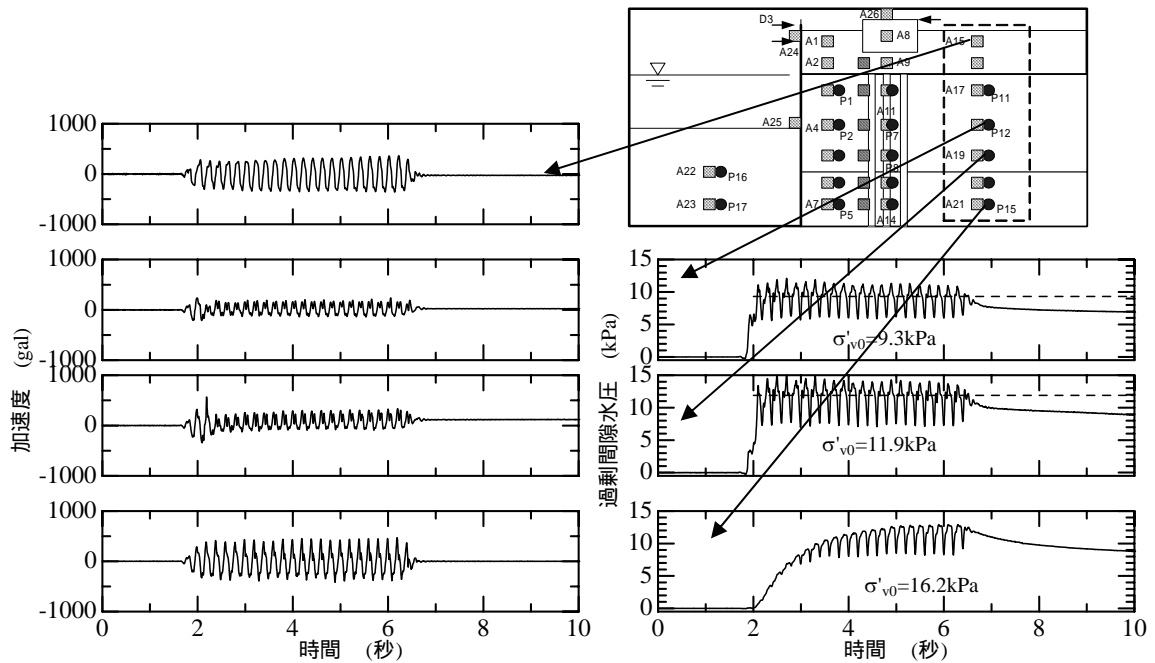 A26
D3
A1
A8
A15
A24
A2
A9
A17
P1
A11
P11
A25
A4
P2
P7
P12
A19
P8
A22
P16
A23
P17
A7
P5
A14
A21
P15
1000
0
-1000
1000
0
-1000
1000
0
-1000
1000
0
-1000
0 2 4 6 8 10
時間 (秒)
加速度 (gal)
15
10
5
0
σ'v0=9.3kPa
15
10
5
0
σ'v0=11.9kPa
15
10
5
0
σ'v0=16.2kPa
0 2 4 6 8 10
時間 (秒)
過剰間隙水圧 (kPa)